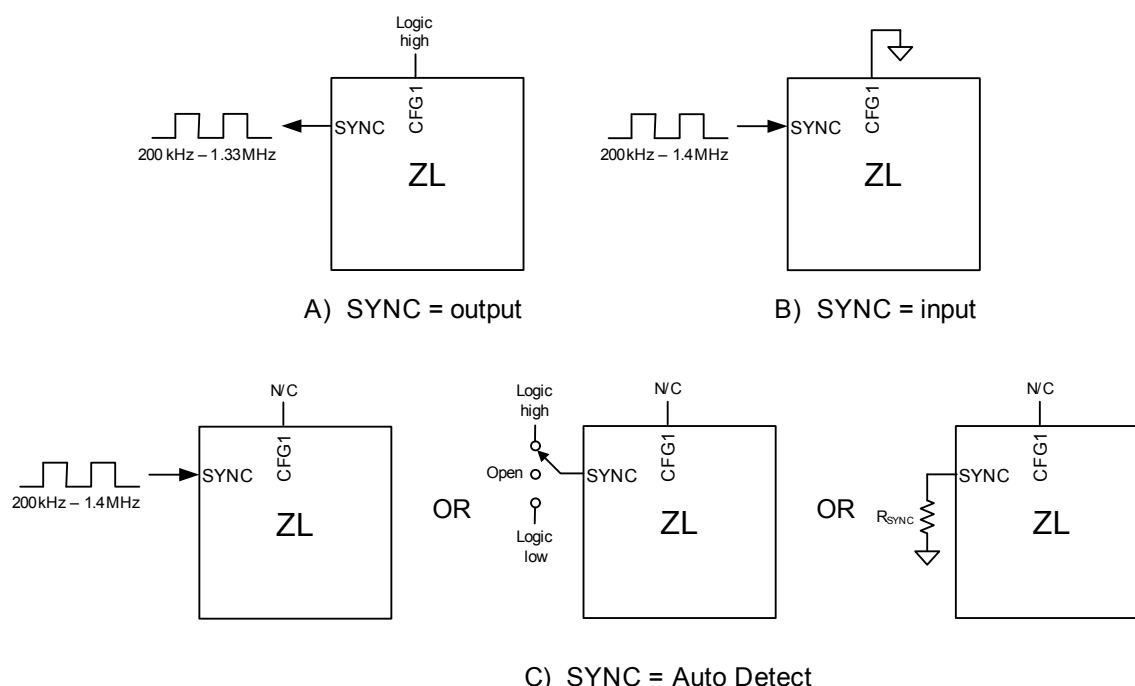 Logic
high
CFG1
SYNC
200 kHz – 1.33MHz
ZL
A) SYNC = output
CFG1
SYNC
200kHz – 1.4MHz
ZL
B) SYNC = input
N/C
CFG1
SYNC
200kHz – 1.4MHz
ZL
OR
Logic
high
Open
Logic
low
N/C
CFG1
SYNC
ZL
OR
N/C
CFG1
SYNC
RSYNC
ZL
C) SYNC = Auto Detect